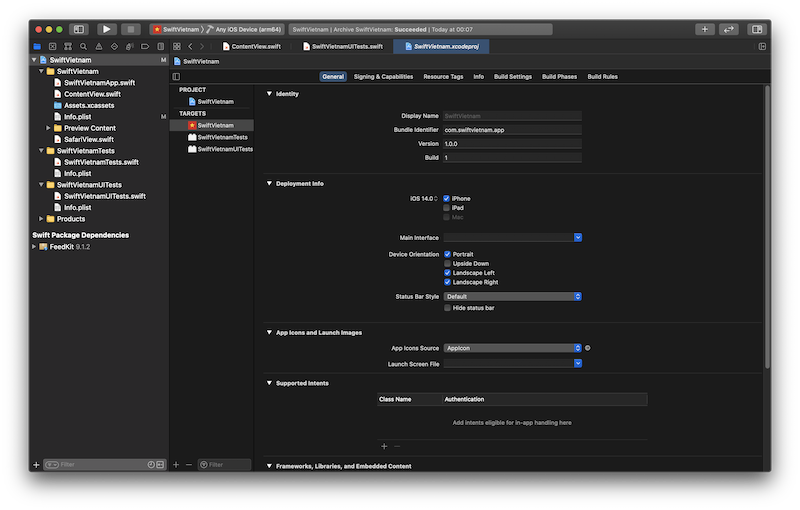 SwiftVietnam Any iOS Device (arm64) SwiftVietnam | Archive SwiftVietnam: Succeeded | Today at 00:07
ContentView.swift SwiftVietnamUITests.swift SwiftVietnam.xcodeproj
SwiftVietnam M
SwiftVietnam
SwiftVietnamApp.swift
ContentView.swift
Assets.xcassets
Info.plist M
Preview Content
SafariView.swift
SwiftVietnamTests
SwiftVietnamTests.swift
Info.plist
SwiftVietnamUITests
SwiftVietnamUITests.swift
Info.plist
Products
Swift Package Dependencies
FeedKit 9.1.2
Filter
SwiftVietnam
General Signing & Capabilities Resource Tags Info Build Settings Build Phases Build Rules
PROJECT
SwiftVietnam
TARGETS
SwiftVietnam
SwiftVietnamTests
SwiftVietnamUITests
Filter
Identity
Display Name SwiftVietnam
Bundle Identifier com.swiftvietnam.app
Version 1.0.0
Build 1
Deployment Info
iOS 14.0 iPhone
iPad
Mac
Main Interface
Device Orientation Portrait
Upside Down
Landscape Left
Landscape Right
Status Bar Style Default
Hide status bar
App Icons and Launch Images
App Icons Source AppIcon
Launch Screen File
Supported Intents
Class Name Authentication
Add intents eligible for in-app handling here
Frameworks, Libraries, and Embedded Content